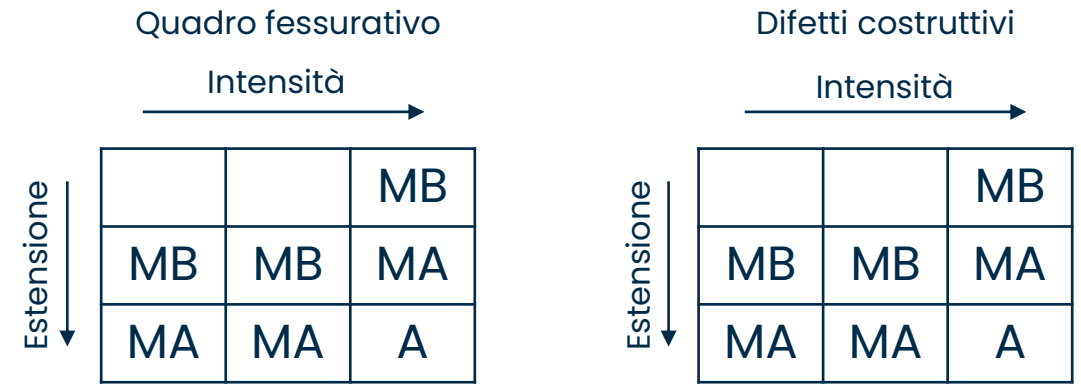 Quadro fessurativo
Intensità
Estensione
MB
MB MB MA
MA MA A
Difetti costruttivi
Intensità
Estensione
MB
MB MB MA
MA MA A